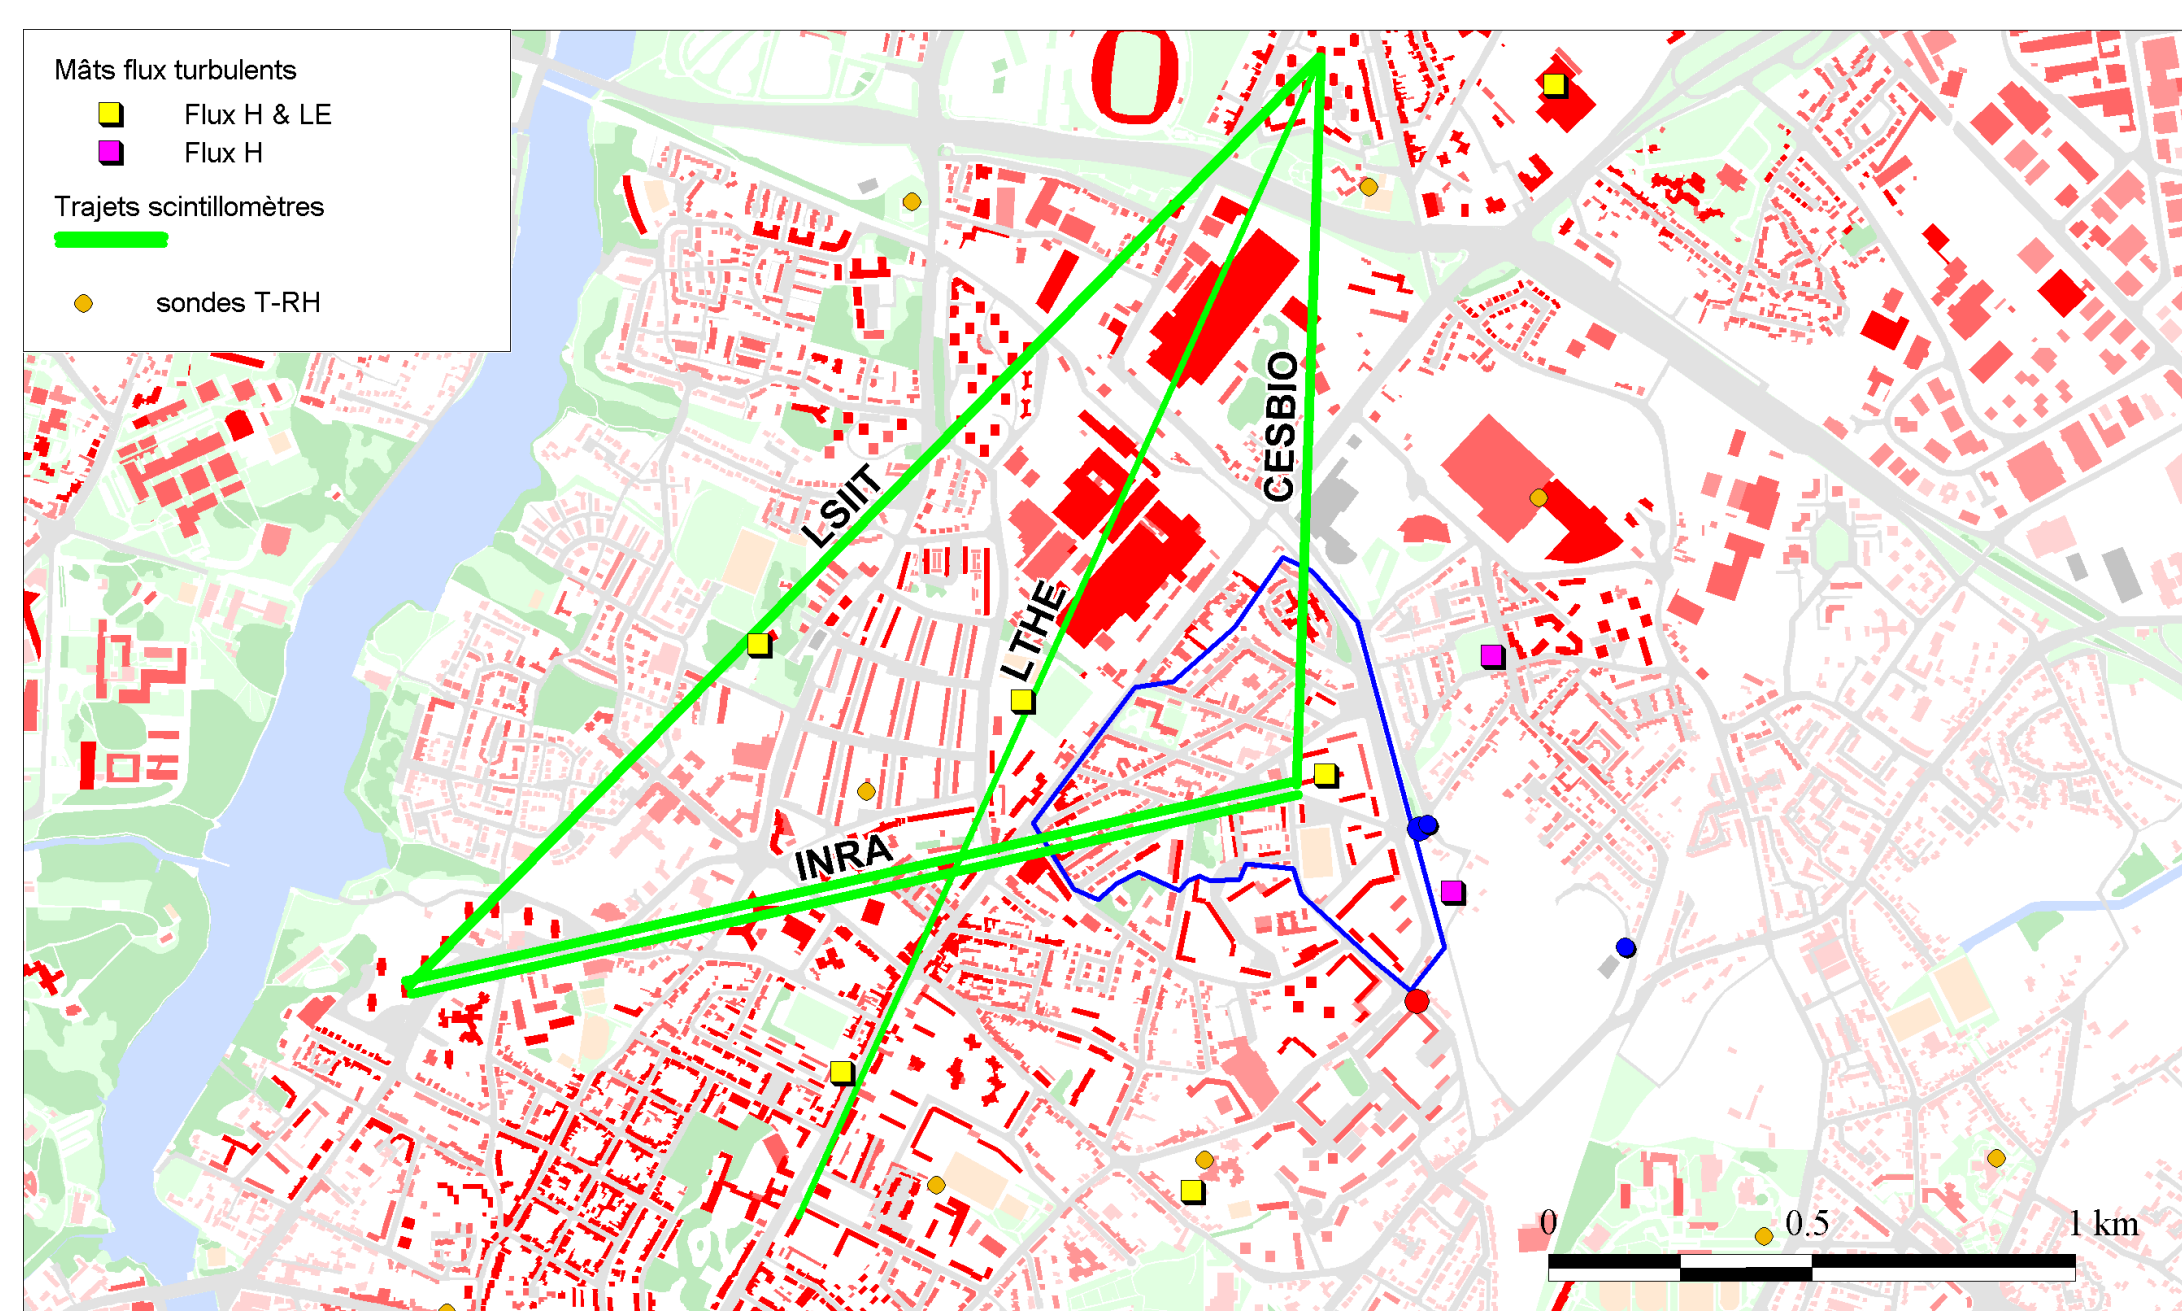 Mâts flux turbulents
Flux H & LE
Flux H
Trajets scintillomètres
sondes T-RH
CESBIO
LSIIT
LTHE
INRA
0 0.5 1 km